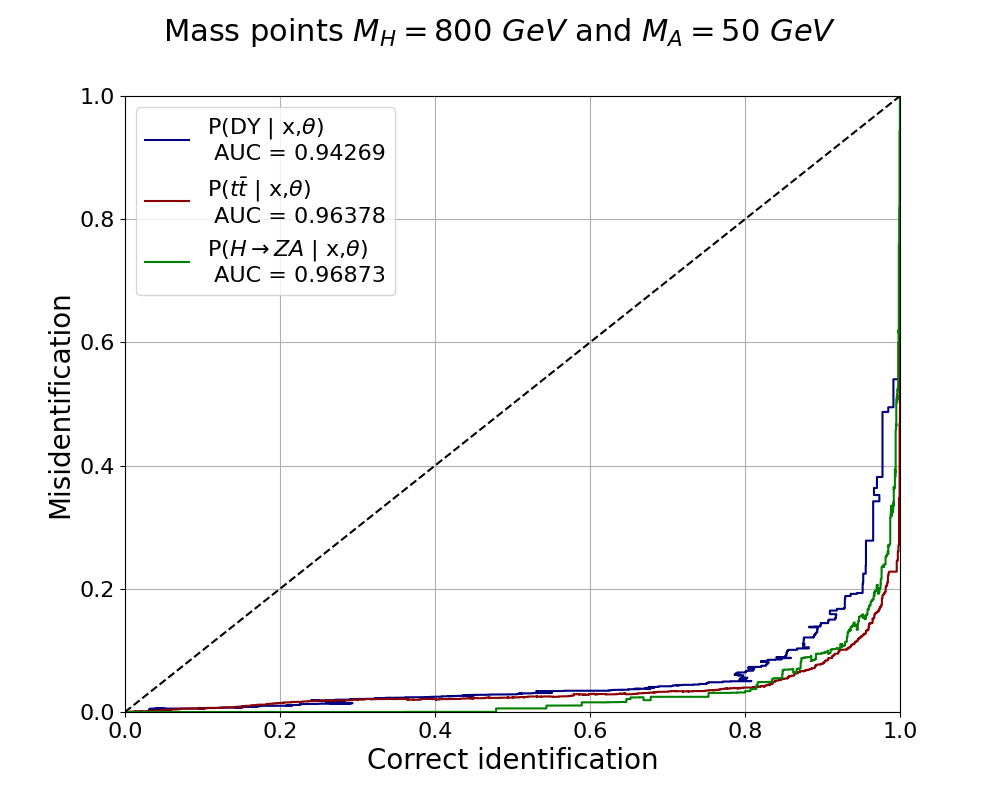 Mass points $M_H = 800\ GeV$ and $M_A = 50\ GeV$
P(DY | x,θ)
AUC = 0.94269
P($t\bar{t}$ | x,θ)
AUC = 0.96378
P($H \rightarrow ZA$ | x,θ)
AUC = 0.96873
Misidentification
1.0
0.8
0.6
0.4
0.2
0.0
0.0 0.2 0.4 0.6 0.8 1.0
Correct identification